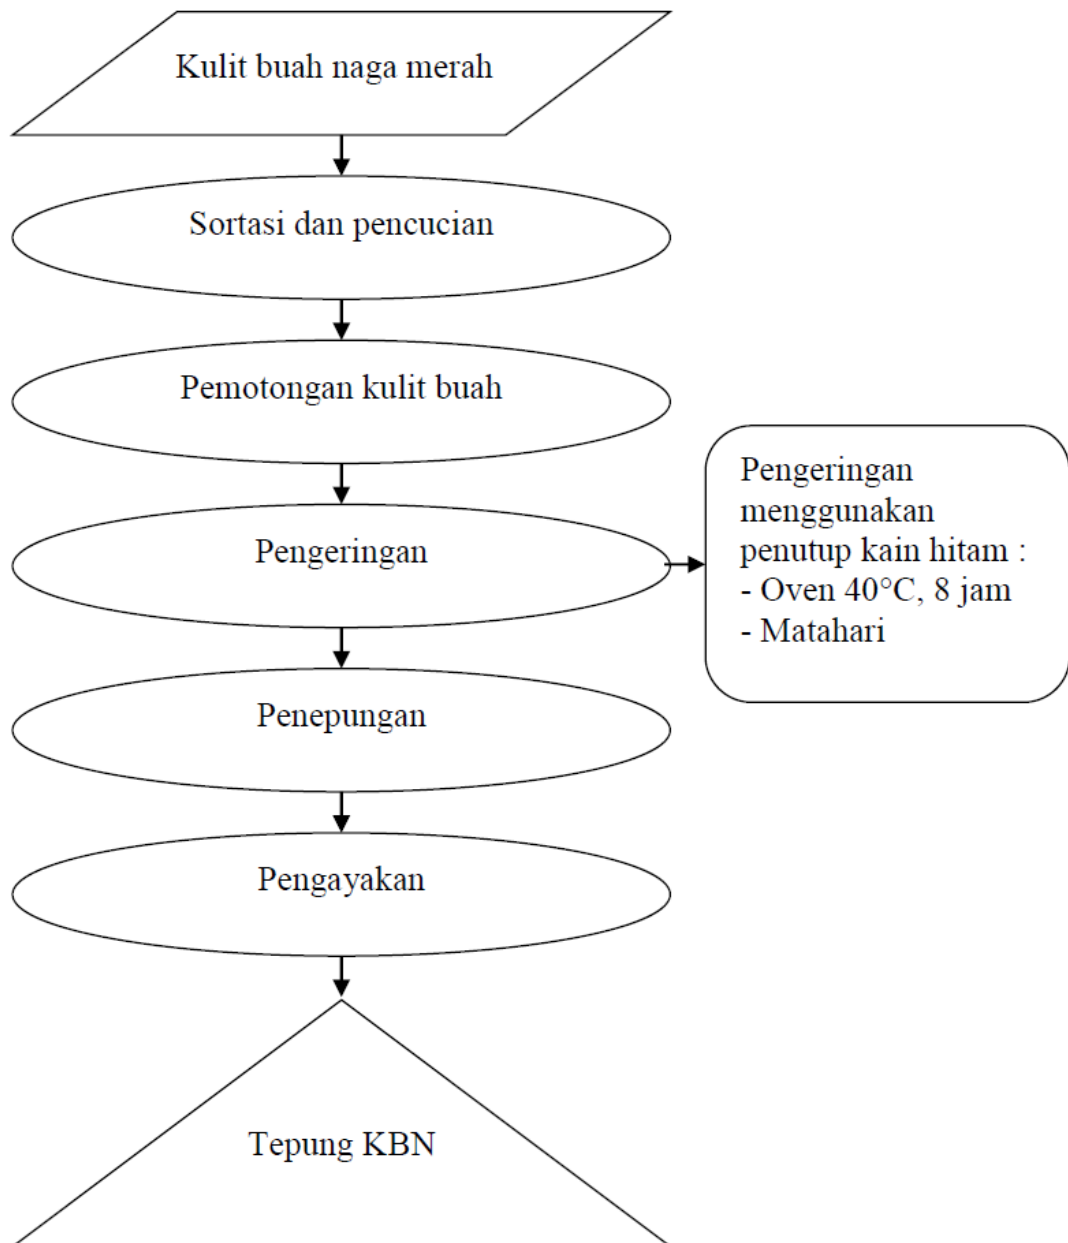 Kulit buah naga merah
Sortasi dan pencucian
Pemotongan kulit buah
Pengeringan
Pengeringan
menggunakan
penutup kain hitam :
- Oven 40°C, 8 jam
- Matahari
Penepungan
Pengayakan
Tepung KBN